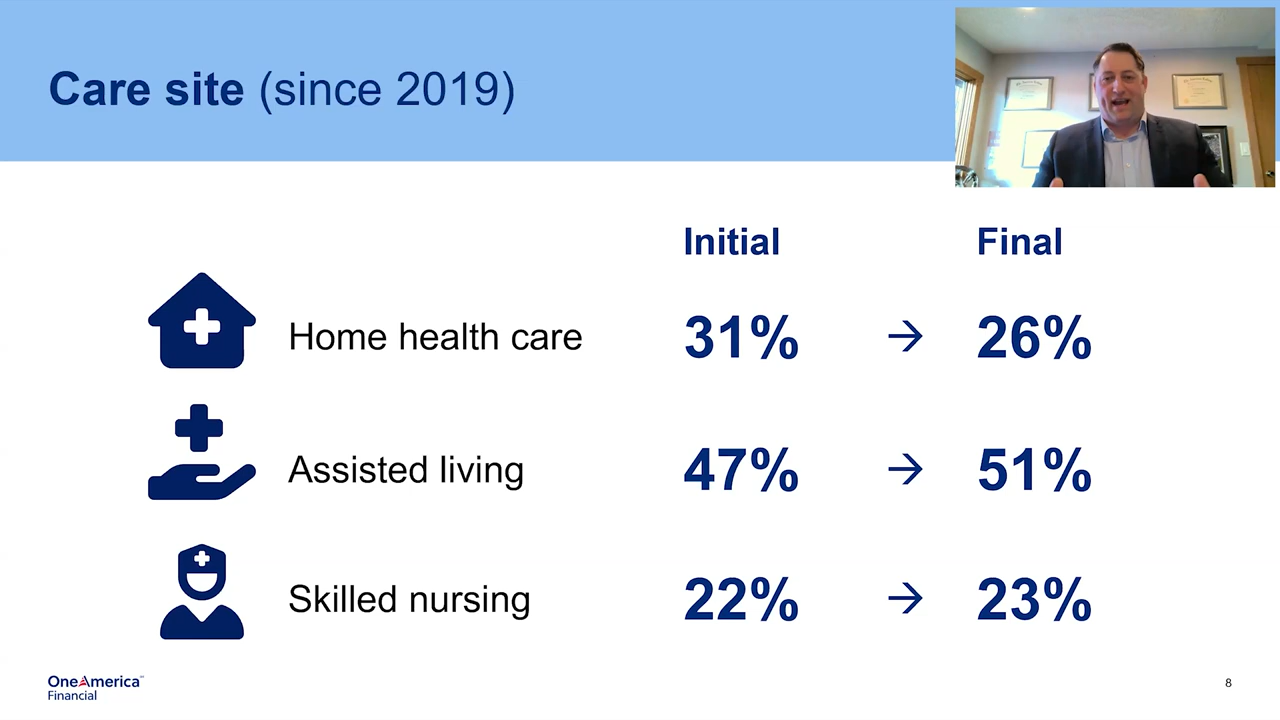 Care site (since 2019)
Initial Final
Home health care 31% → 26%
Assisted living 47% → 51%
Skilled nursing 22% → 23%
OneAmerica
Financial
8